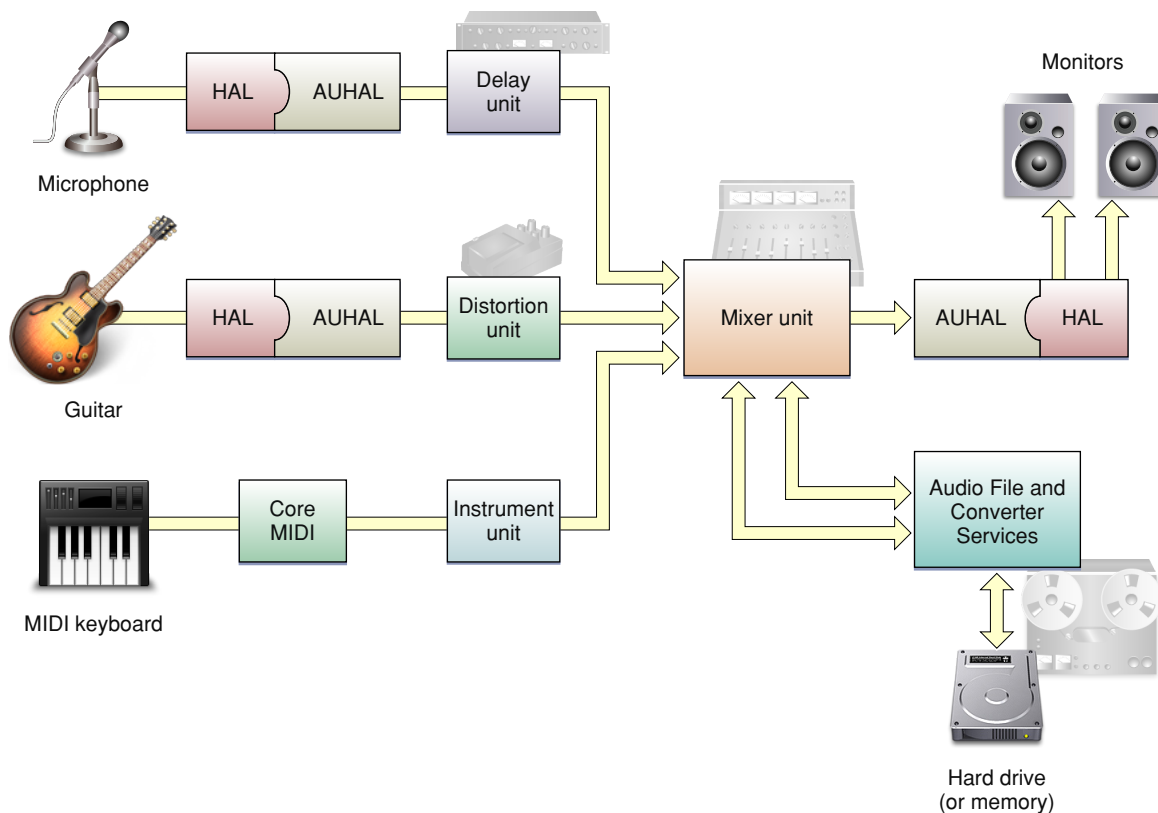 HAL
AUHAL
Delay
unit
Monitors
Microphone
HAL
AUHAL
Distortion
unit
Mixer unit
AUHAL
HAL
Guitar
Core
MIDI
Instrument
unit
Audio File and
Converter
Services
MIDI keyboard
Hard drive
(or memory)